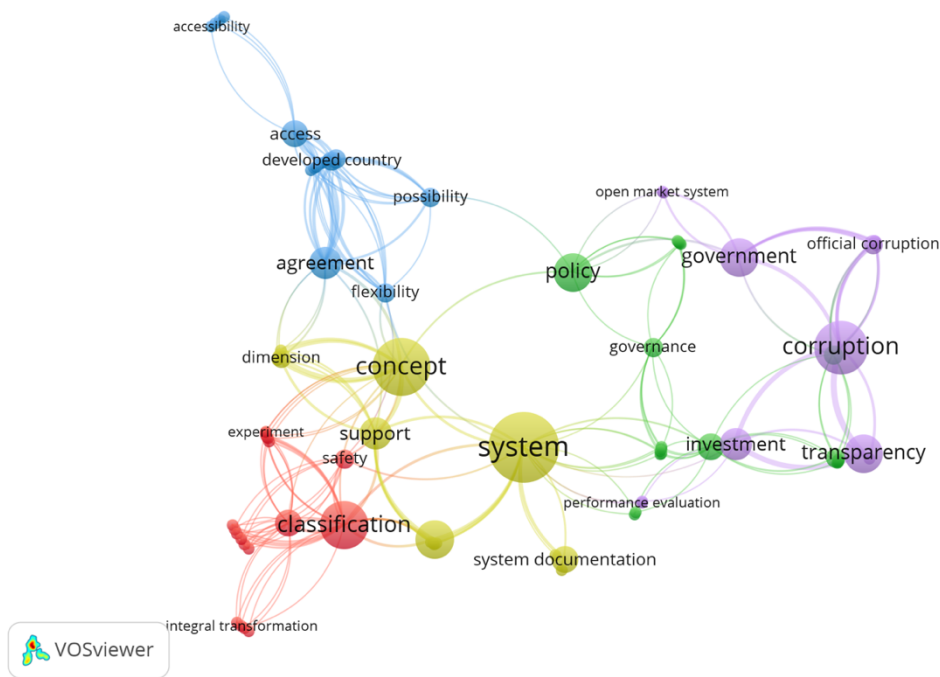 accessibility
access
developed country
possibility
open market system
official corruption
government
agreement
policy
flexibility
governance
corruption
dimension
concept
experiment
support
safety
system
investment
transparency
performance evaluation
classification
system documentation
integral transformation
VOSviewer